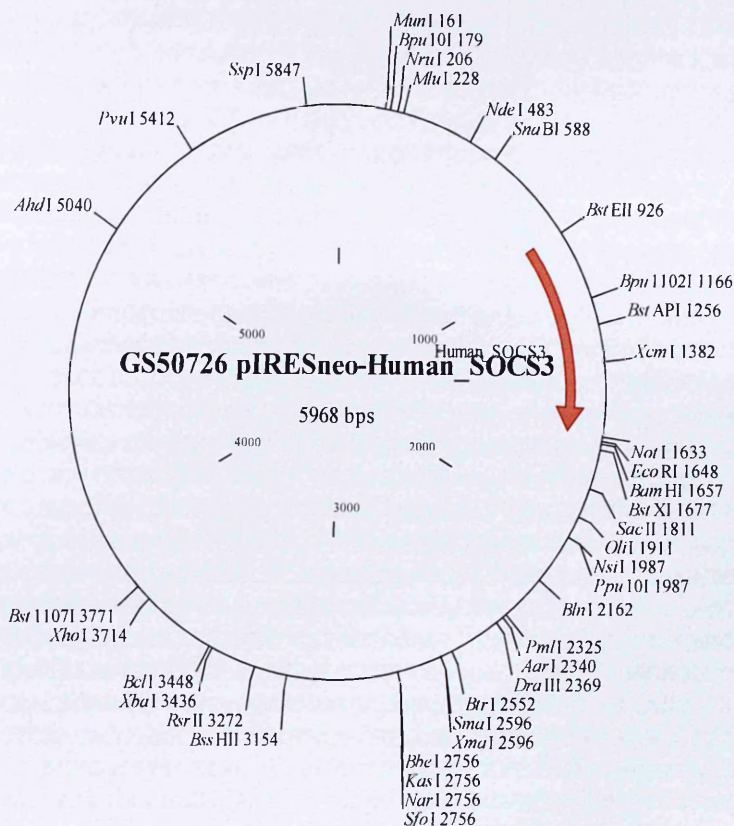 MunI 161
Bpu10I 179
NruI 206
MluI 228
SspI 5847
NdeI 483
SnaBI 588
PvuI 5412
AhdI 5040
BstEII 926
Bpu1102I 1166
BstAPI 1256
XcmI 1382
5000
1000
Human_SOCS3
GS50726 pIRESneo-Human_SOCS3
5968 bps
4000
2000
3000
NotI 1633
EcoRI 1648
BamHI 1657
BstXI 1677
SacII 1811
OliI 1911
NsiI 1987
Ppu10I 1987
BlnI 2162
Bst1107I 3771
XhoI 3714
PmlI 2325
AarI 2340
DraIII 2369
BclI 3448
XbaI 3436
RsrII 3272
BssHII 3154
BtrI 2552
SmaI 2596
XmaI 2596
BbeI 2756
KasI 2756
NarI 2756
SfoI 2756